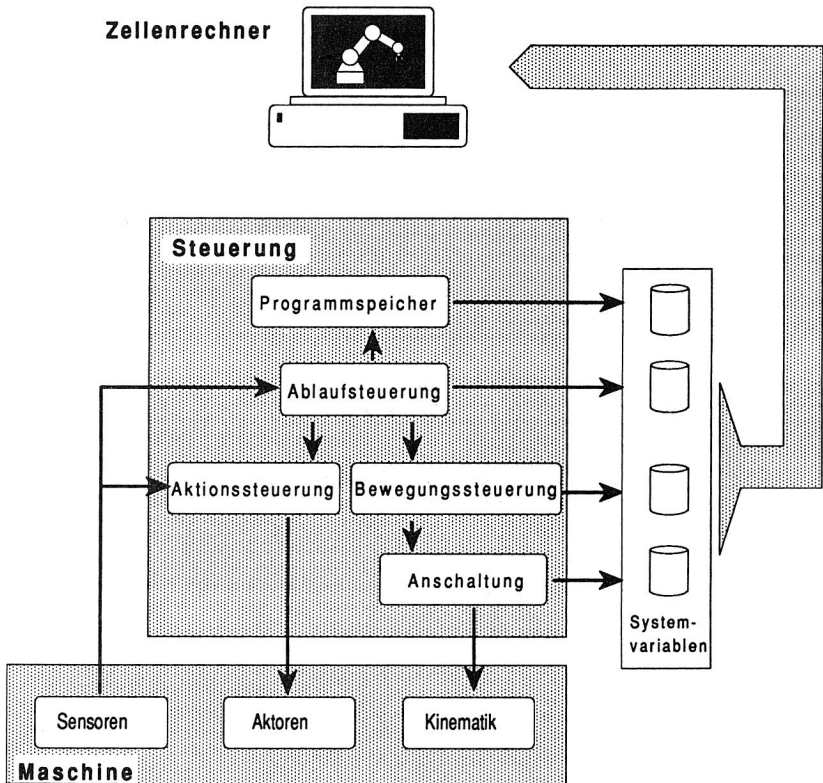 Zellenrechner
Steuerung
Programmspeicher
Ablaufsteuerung
Aktionssteuerung
Bewegungssteuerung
Anschaltung
System-
variablen
Sensoren
Aktoren
Kinematik
Maschine